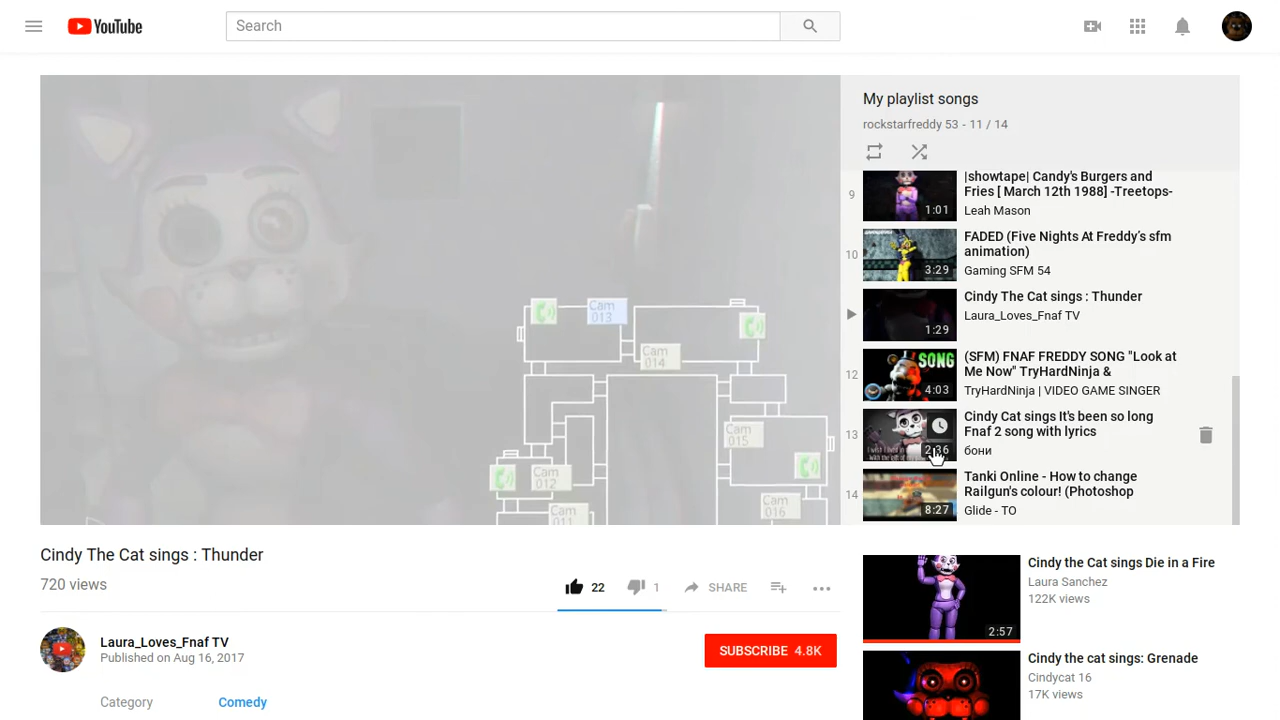 YouTube
Search
My playlist songs
rockstarfreddy 53 - 11 / 14
9
1:01
|showtape| Candy's Burgers and
Fries [ March 12th 1988] -Treetops-
Leah Mason
10
3:29
FADED (Five Nights At Freddy's sfm
animation)
Gaming SFM 54
1:29
Cindy The Cat sings : Thunder
Laura_Loves_Fnaf TV
12
SONG
4:03
(SFM) FNAF FREDDY SONG "Look at
Me Now" TryHardNinja &
TryHardNinja | VIDEO GAME SINGER
13
2:36
Cindy Cat sings It's been so long
Fnaf 2 song with lyrics
бони
14
8:27
Tanki Online - How to change
Railgun's colour! (Photoshop
Glide - TO
Cam
013
Cam
014
Cam
015
Cam
012
Cam
016
Cam
011
Cindy The Cat sings : Thunder
720 views
22
1
SHARE
Laura_Loves_Fnaf TV
Published on Aug 16, 2017
SUBSCRIBE 4.8K
Category
Comedy
2:57
Cindy the Cat sings Die in a Fire
Laura Sanchez
122K views
Cindy the cat sings: Grenade
Cindycat 16
17K views